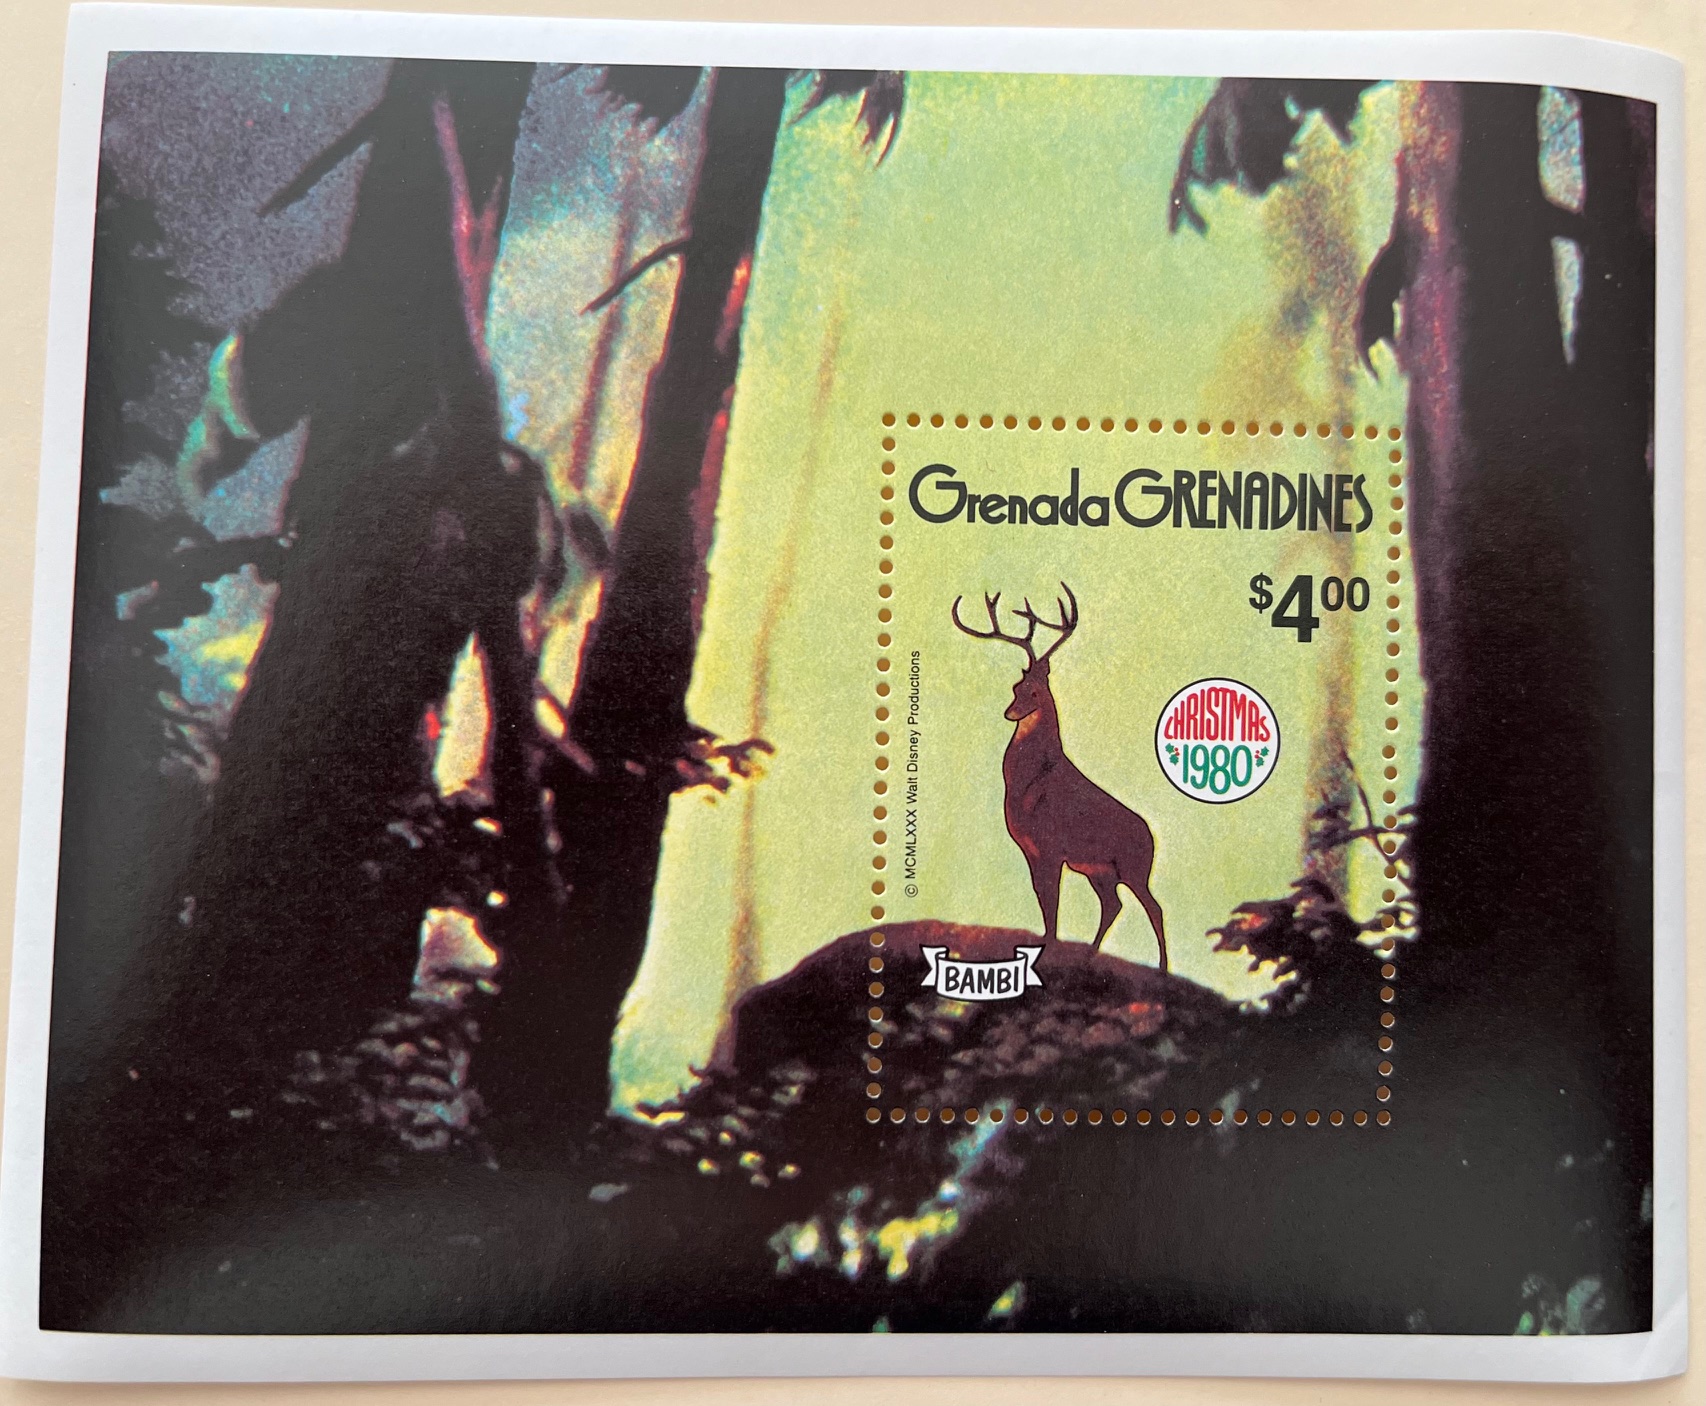 Grenada GRENADINES
$4.00
© MCMLXXX Walt Disney Productions
CHRISTMAS
1980
BAMBI